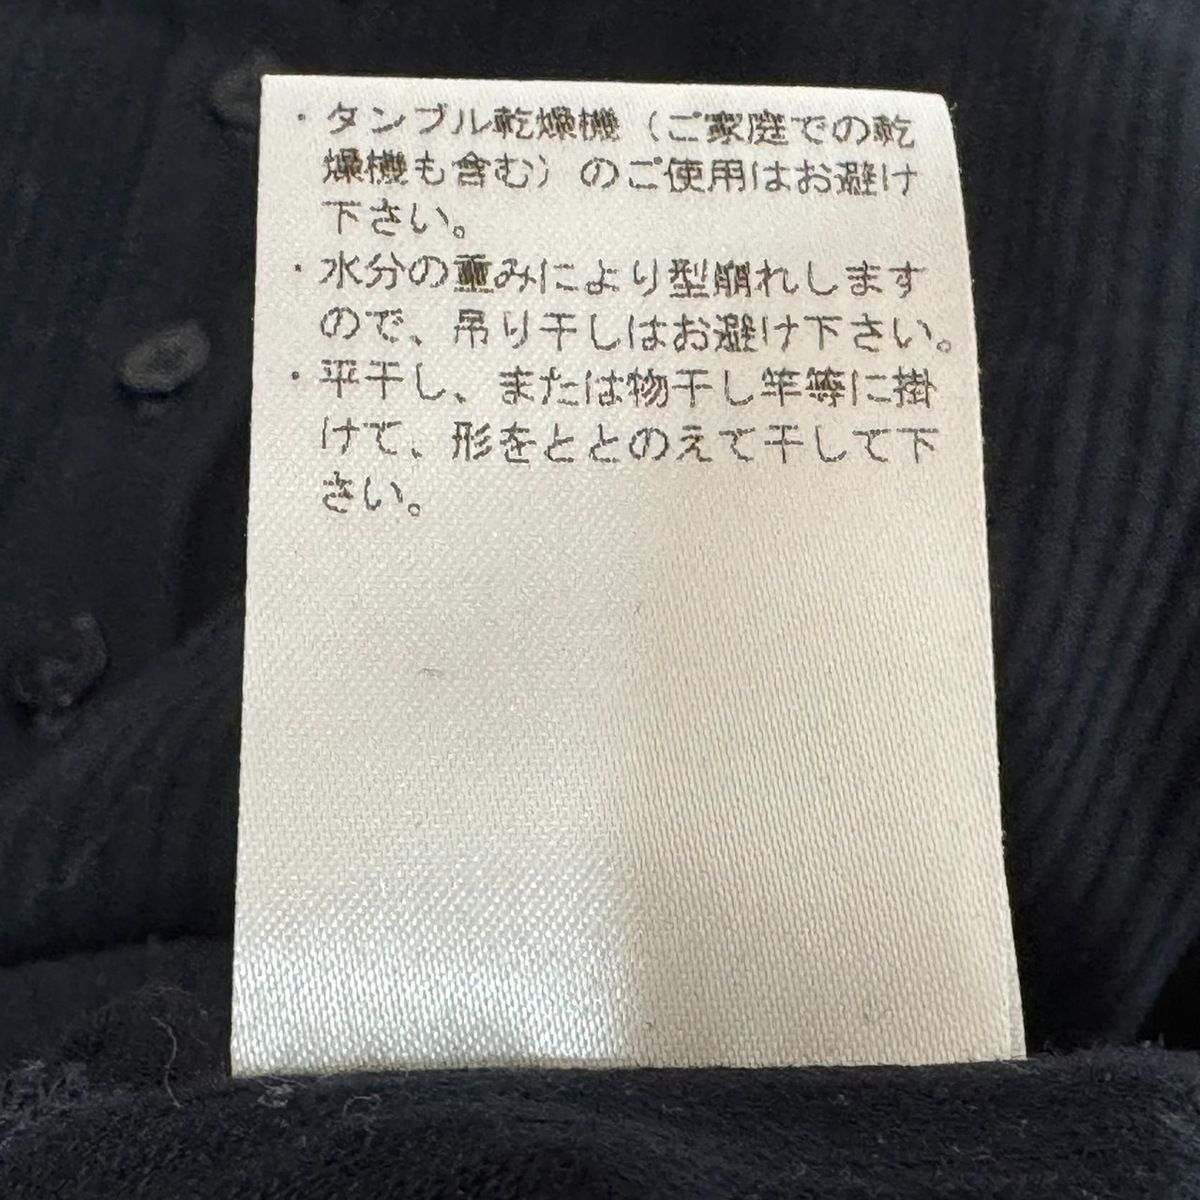 ・タンブル乾燥機（ご家庭での乾
燥機も含む）のご使用はお避け
下さい。
・水分の重みにより型崩れします
ので、吊り干しはお避け下さい。
・平干し、または物干し竿等に掛
けて、形をととのえて干して下
さい。